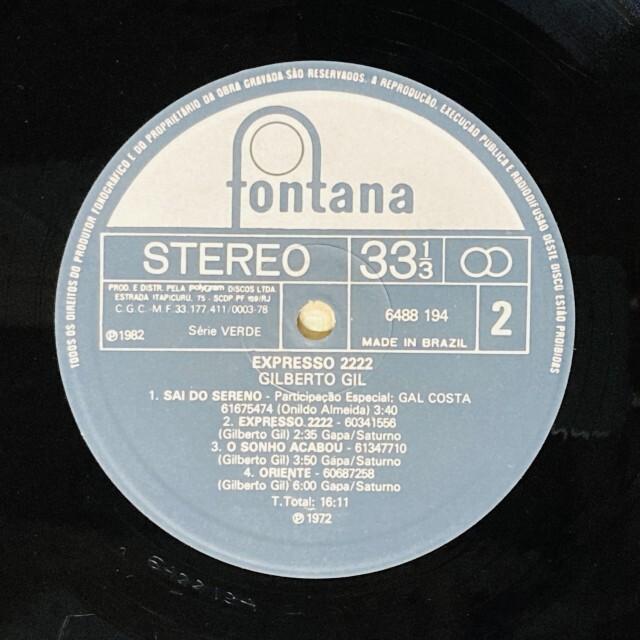 TODOS OS DIREITOS DO PRODUTOR FONOGRÁFICO E DO PROPRIETÁRIO DA OBRA GRAVADA SÃO RESERVADOS. A REPRODUÇÃO, EXECUÇÃO PÚBLICA E RADIODIFUSÃO DESTE DISCO ESTÃO PROIBIDAS
fontana
STEREO
33⅓
PROD. E DISTR. PELA polygram DISCOS LTDA.
ESTRADA ITAPICURU, 75 - SCDP PF 169/RJ
C.G.C. - M.F. 33.177.411/0003-78
℗1982 Série VERDE
6488 194
MADE IN BRAZIL
2
EXPRESSO 2222
GILBERTO GIL
1. SAI DO SERENO - Participação Especial: GAL COSTA
61675474 (Onildo Almeida) 3:40
2. EXPRESSO 2222 - 60341556
(Gilberto Gil) 2:35 Gapa/Saturno
3. O SONHO ACABOU - 61347710
(Gilberto Gil) 3:50 Gapa/Saturno
4. ORIENTE - 60687258
(Gilberto Gil) 6:00 Gapa/Saturno
T.Total: 16:11
℗1972